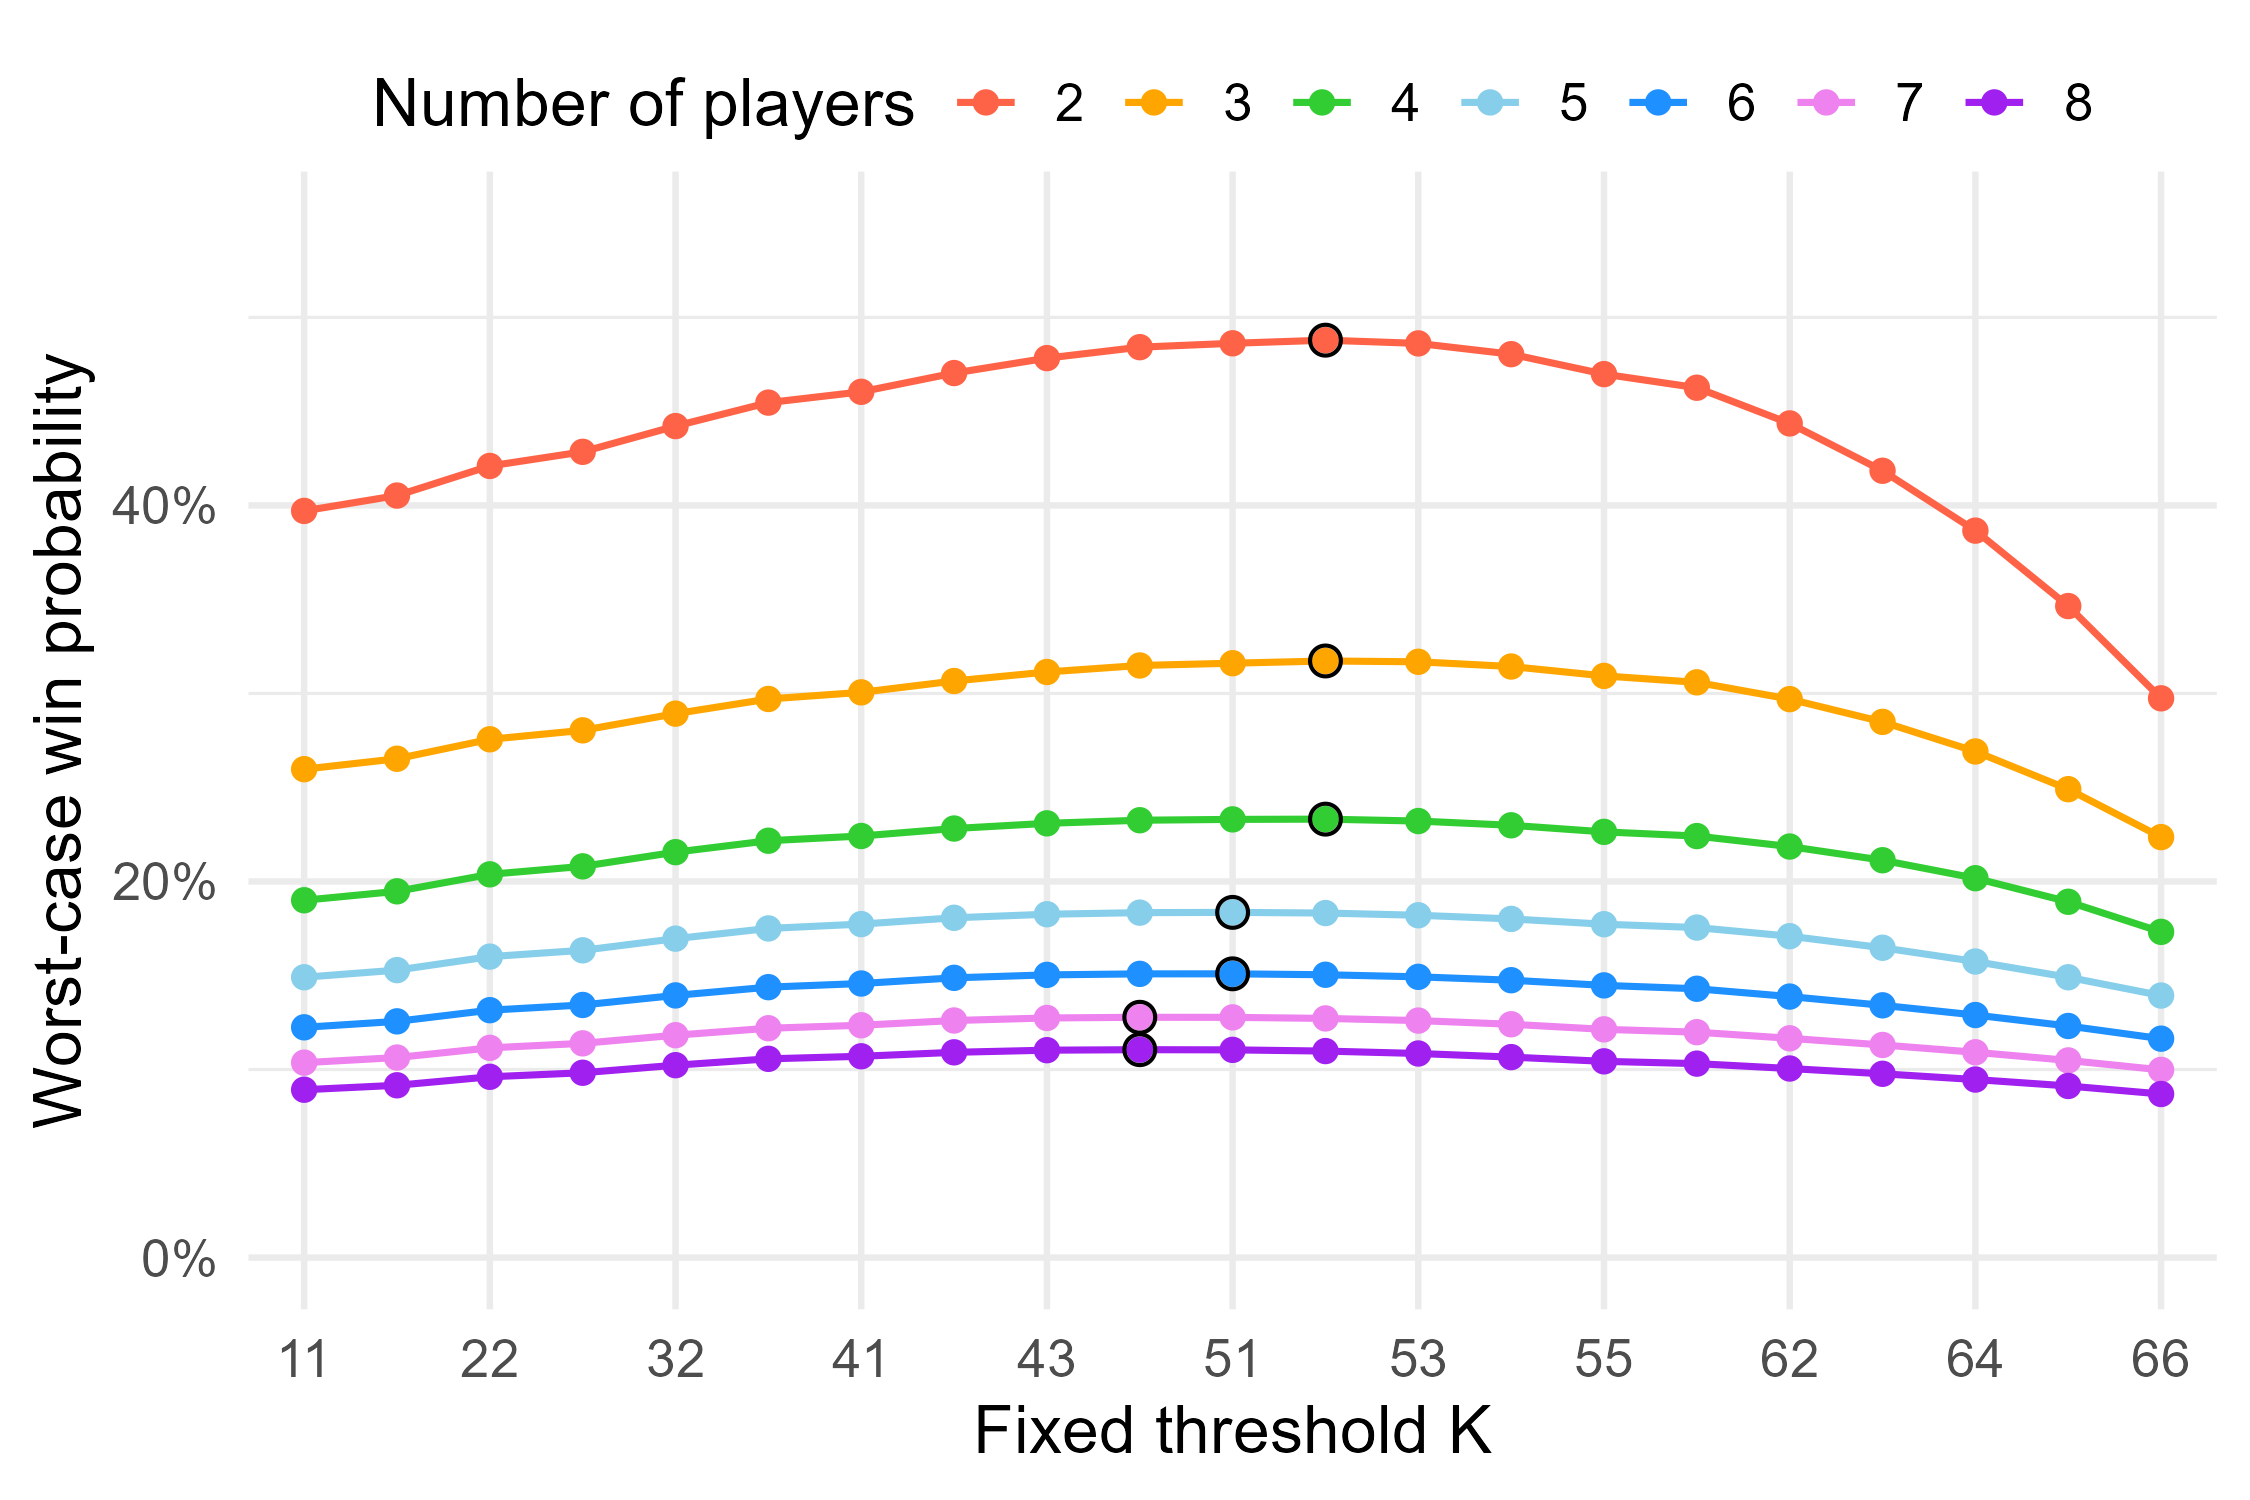 Number of players 2 3 4 5 6 7 8
Worst-case win probability
40%
20%
0%
11 22 32 41 43 51 53 55 62 64 66
Fixed threshold K